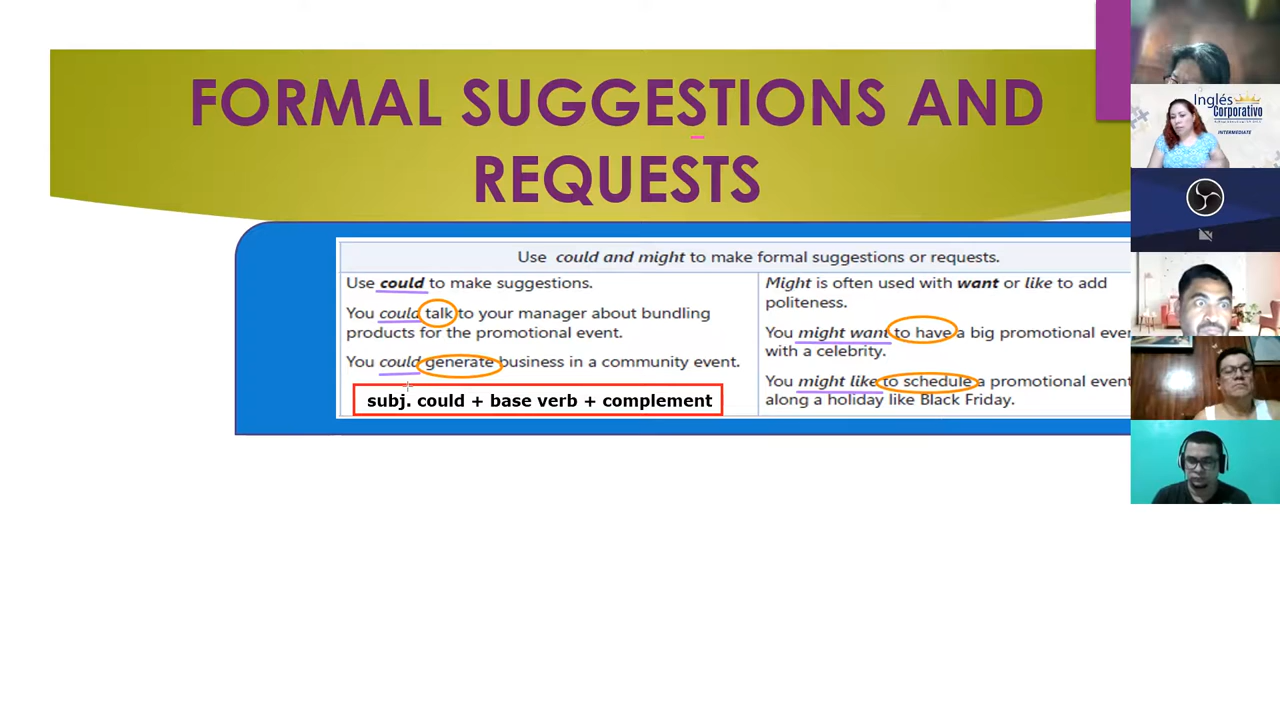 FORMAL SUGGESTIONS AND
REQUESTS
Use could and might to make formal suggestions or requests.
Use could to make suggestions.
You could talk to your manager about bundling
products for the promotional event.
You could generate business in a community event.
subj. could + base verb + complement
Might is often used with want or like to add
politeness.
You might want to have a big promotional even
with a celebrity.
You might like to schedule a promotional event
along a holiday like Black Friday.
Inglés
Corporativo
INTERMEDIATE